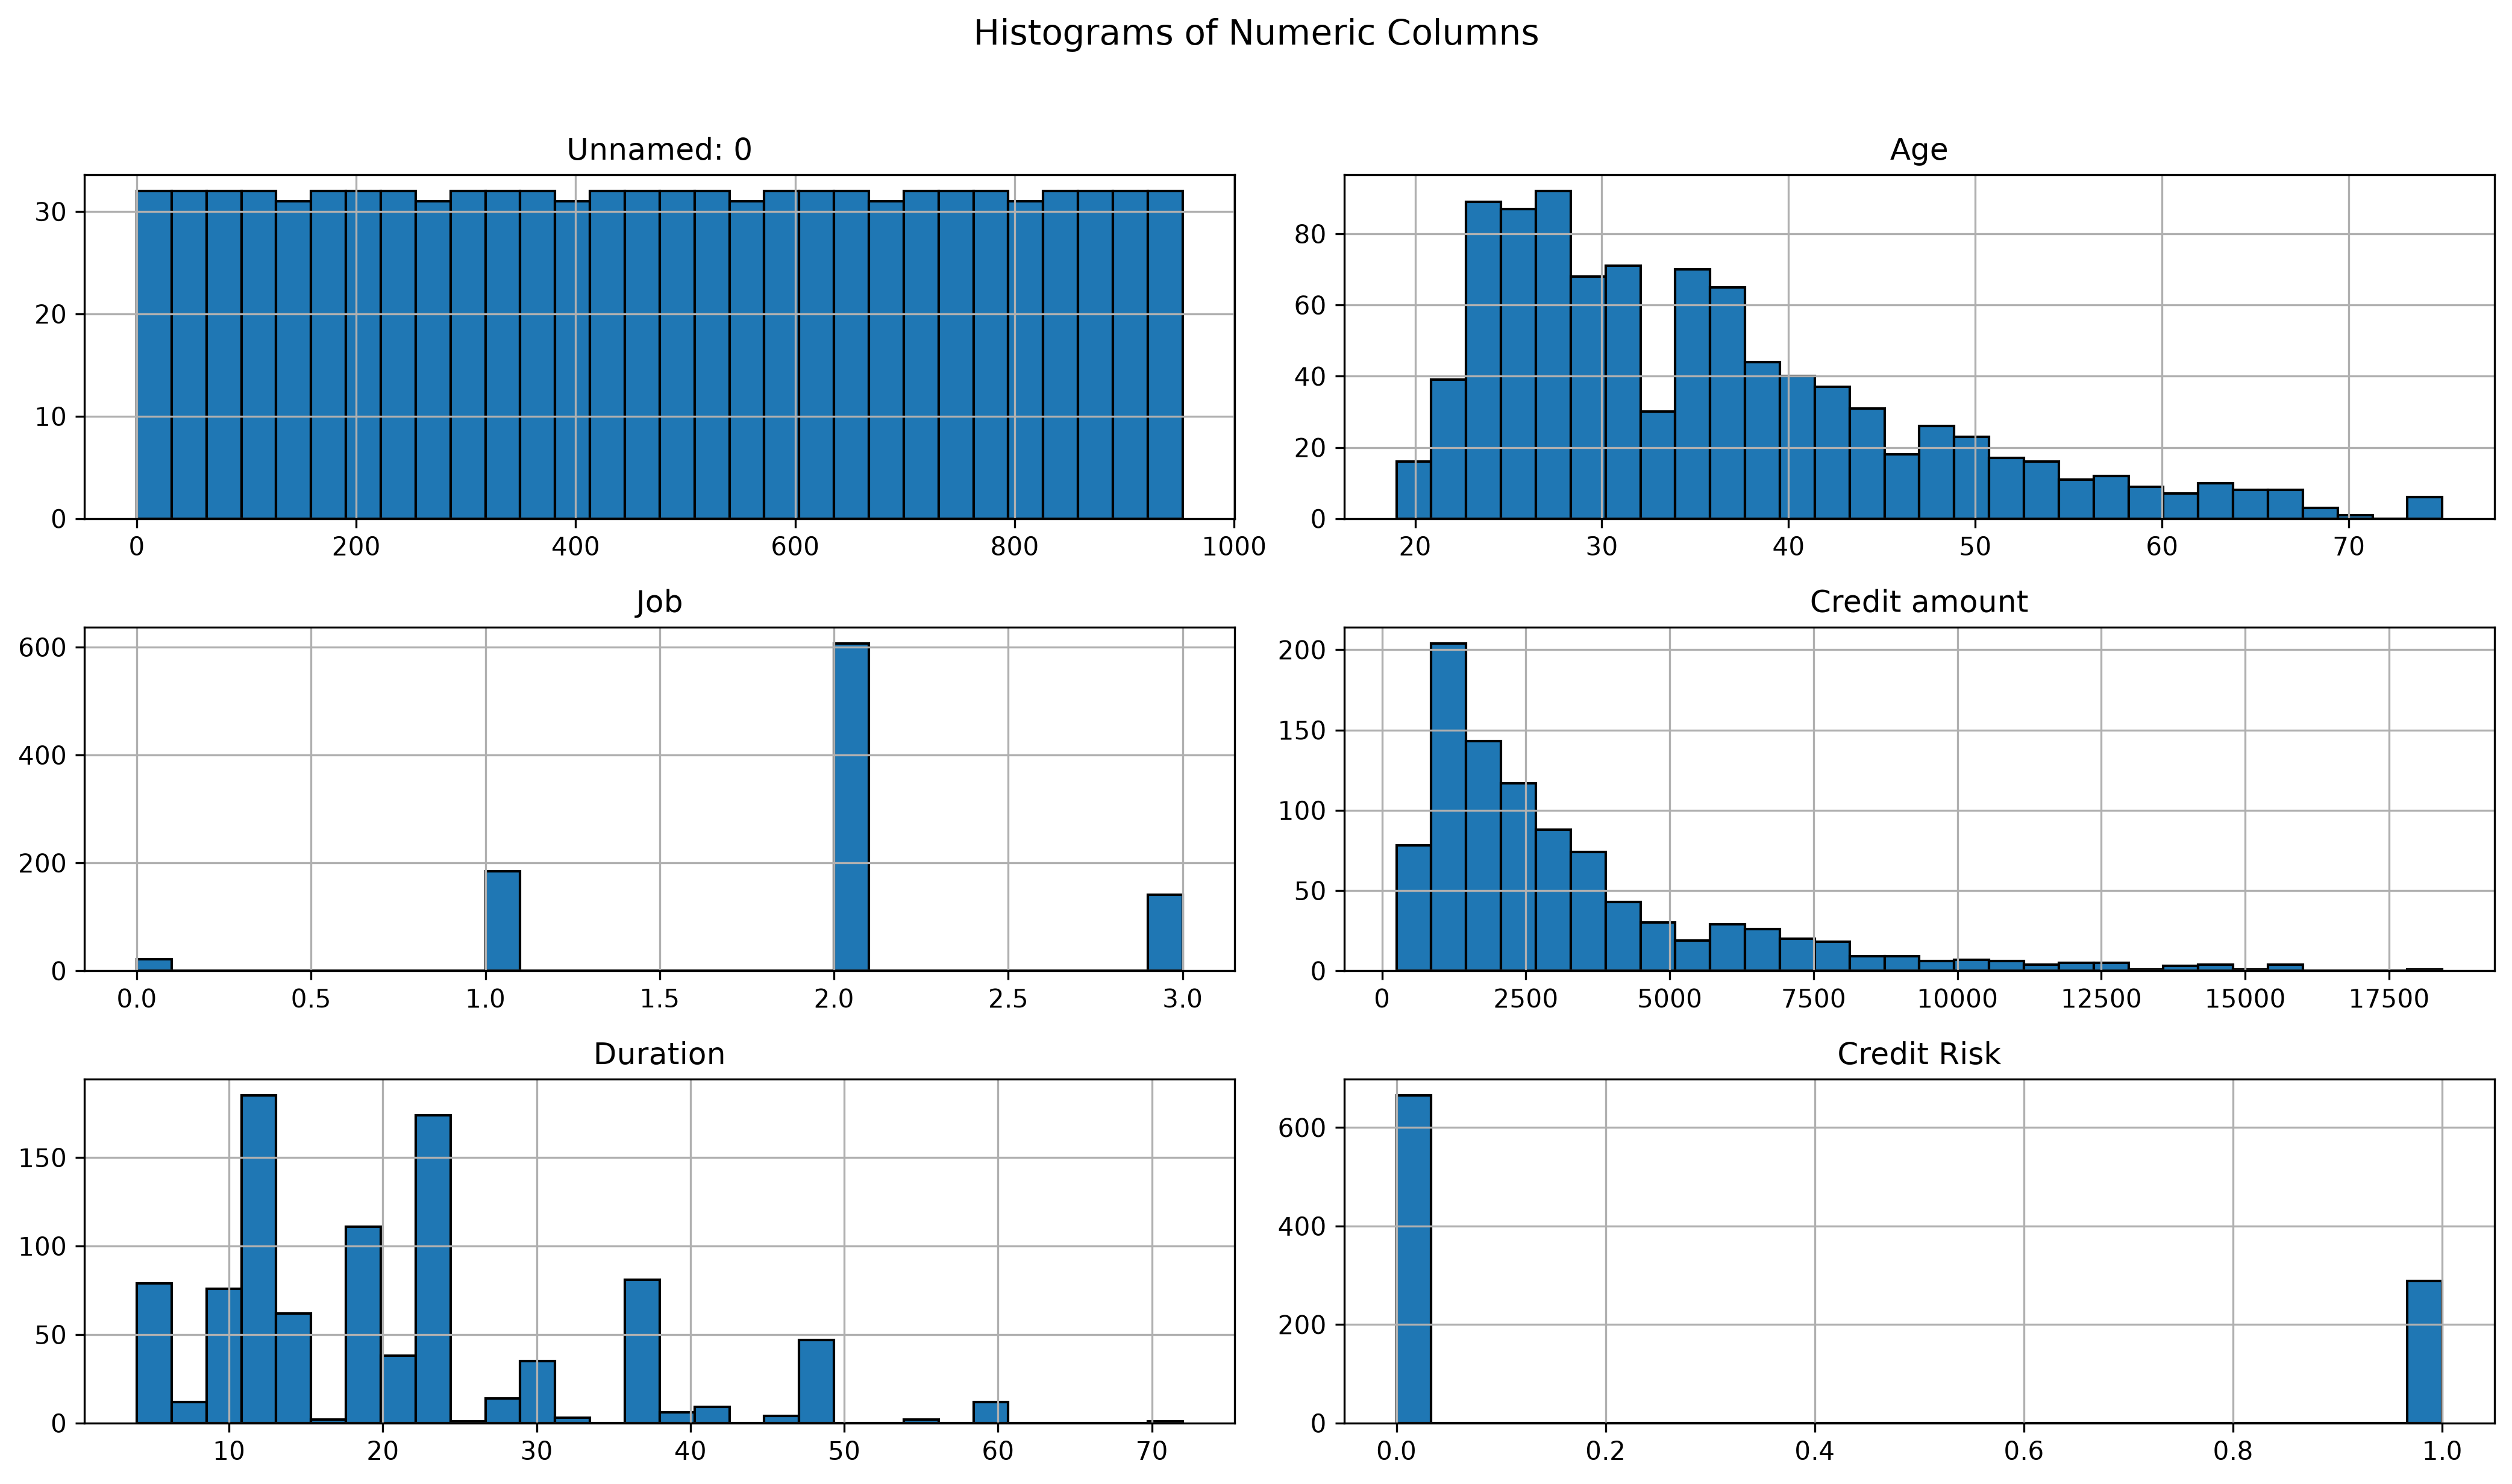 Histograms of Numeric Columns
Unnamed: 0
30
20
10
0
0 200 400 600 800 1000
Age
80
60
40
20
0
20 30 40 50 60 70
Job
600
400
200
0
0.0 0.5 1.0 1.5 2.0 2.5 3.0
Credit amount
200
150
100
50
0
0 2500 5000 7500 10000 12500 15000 17500
Duration
150
100
50
0
10 20 30 40 50 60 70
Credit Risk
600
400
200
0
0.0 0.2 0.4 0.6 0.8 1.0